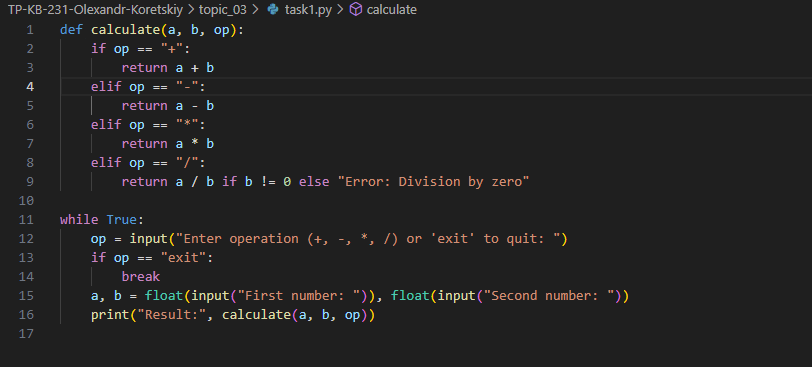 TP-KB-231-Olexandr-Koretskiy > topic_03 > task1.py > calculate
1 def calculate(a, b, op):
2     if op == "+":
3         return a + b
4     elif op == "-":
5         return a - b
6     elif op == "*":
7         return a * b
8     elif op == "/":
9         return a / b if b != 0 else "Error: Division by zero"
10
11 while True:
12     op = input("Enter operation (+, -, *, /) or 'exit' to quit: ")
13     if op == "exit":
14         break
15     a, b = float(input("First number: ")), float(input("Second number: "))
16     print("Result:", calculate(a, b, op))
17